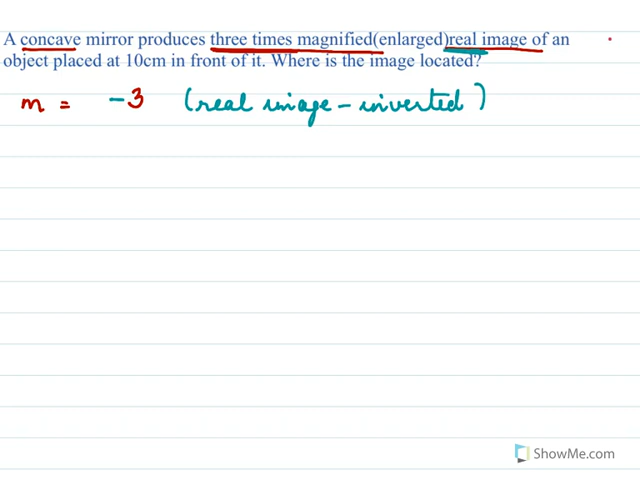 A concave mirror produces three times magnified(enlarged)real image of an
object placed at 10cm in front of it. Where is the image located?
m = -3 (real image - inverted)
ShowMe.com